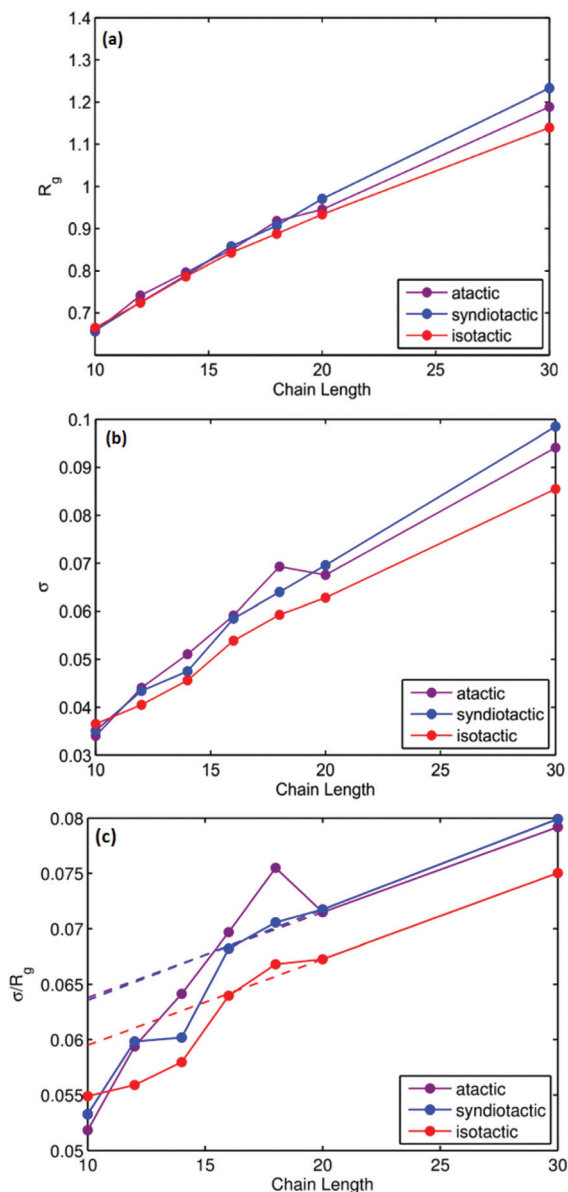 (a)
1.4
1.3
1.2
1.1
1
0.9
0.8
0.7
R_g
atactic
syndiotactic
isotactic
10 15 20 25 30
Chain Length
(b)
0.1
0.09
0.08
0.07
0.06
0.05
0.04
0.03
σ
atactic
syndiotactic
isotactic
10 15 20 25 30
Chain Length
(c)
0.08
0.075
0.07
0.065
0.06
0.055
0.05
σ/R_g
atactic
syndiotactic
isotactic
10 15 20 25 30
Chain Length